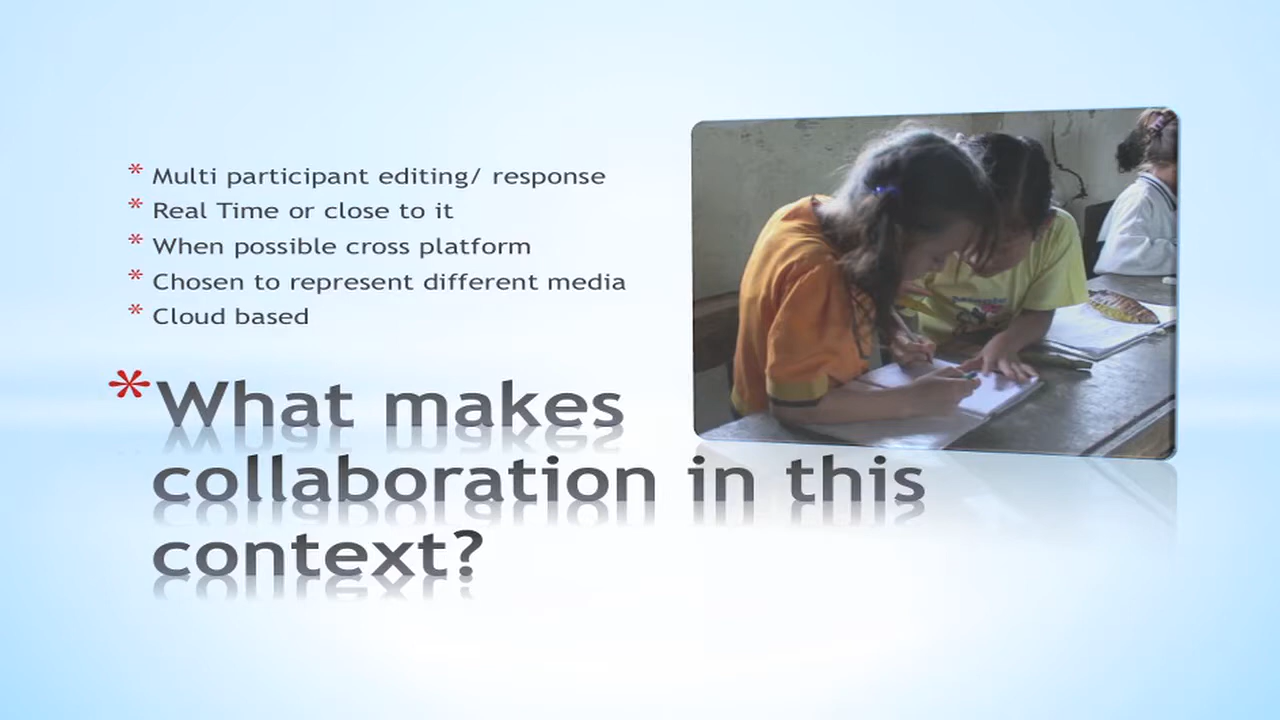 * Multi participant editing/ response
* Real Time or close to it
* When possible cross platform
* Chosen to represent different media
* Cloud based
*What makes
collaboration in this
context?